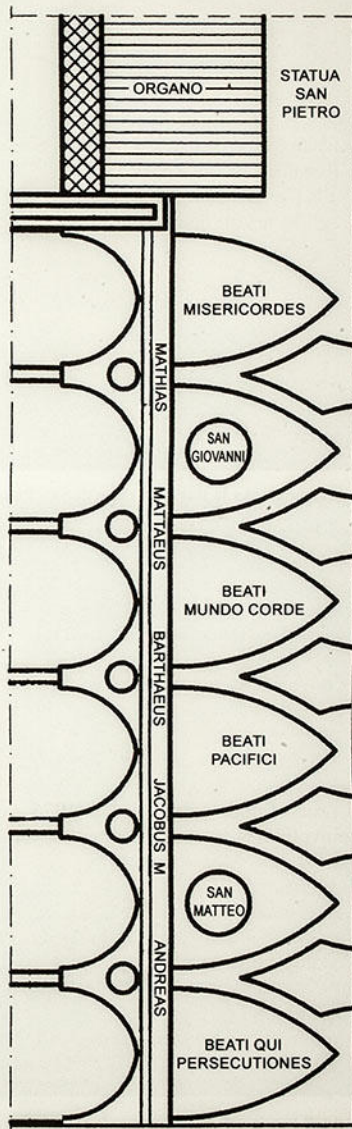 ORGANO
STATUA
SAN
PIETRO
BEATI
MISERICORDES
MATHIAS
SAN
GIOVANNI
MATTAEUS
BEATI
MUNDO CORDE
BARTHAEUS
BEATI
PACIFICI
JACOBUS M
SAN
MATTEO
ANDREAS
BEATI QUI
PERSECUTIONES